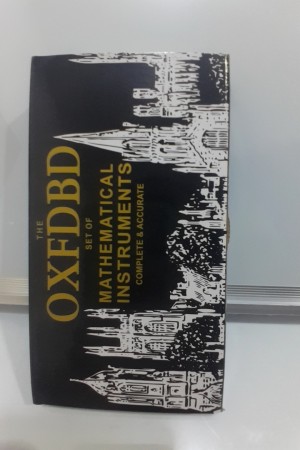 THE
OXFDBD
SET OF
MATHEMATICAL
INSTRUMENTS
COMPLETE & ACCURATE